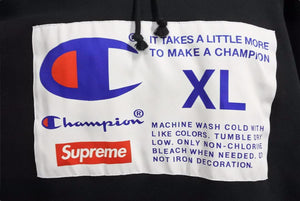 IT TAKES A LITTLE MORE
TO MAKE A CHAMPION
®
XL
Champion®
Supreme
MACHINE WASH COLD WITH
LIKE COLORS. TUMBLE DRY
LOW. ONLY NON-CHLORINE
BLEACH WHEN NEEDED. DO
NOT IRON DECORATION.